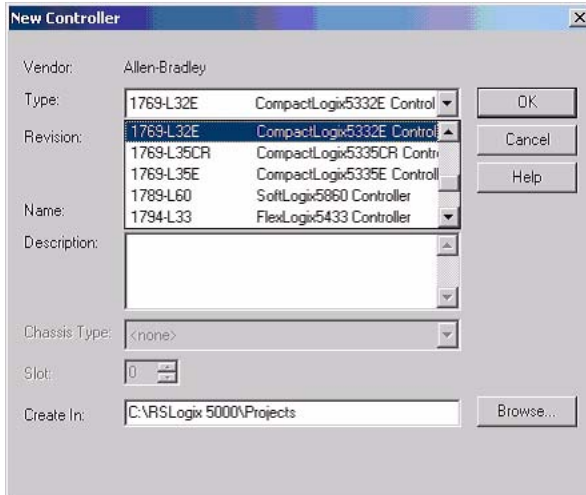 New Controller
Vendor: Allen-Bradley
Type: 1769-L32E CompactLogix5332E Control
OK
Revision:
1769-L32E CompactLogix5332E Control
1769-L35CR CompactLogix5335CR Contr
1769-L35E CompactLogix5335E Controll
1789-L60 SoftLogix5860 Controller
1794-L33 FlexLogix5433 Controller
Cancel
Help
Name:
Description:
Chassis Type: <none>
Slot: 0
Create In: C:\RSLogix 5000\Projects
Browse...